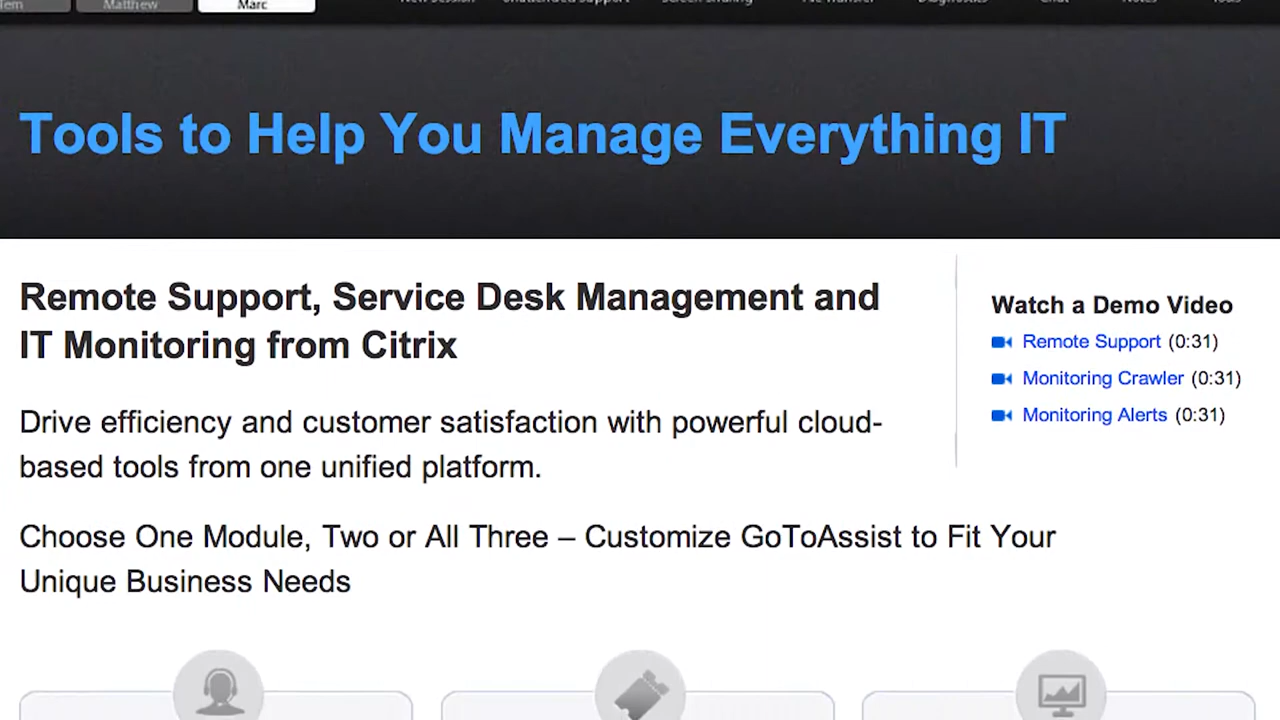 Matthew
Marc
Tools to Help You Manage Everything IT
Remote Support, Service Desk Management and
IT Monitoring from Citrix
Watch a Demo Video
Remote Support (0:31)
Monitoring Crawler (0:31)
Monitoring Alerts (0:31)
Drive efficiency and customer satisfaction with powerful cloud-
based tools from one unified platform.
Choose One Module, Two or All Three – Customize GoToAssist to Fit Your
Unique Business Needs